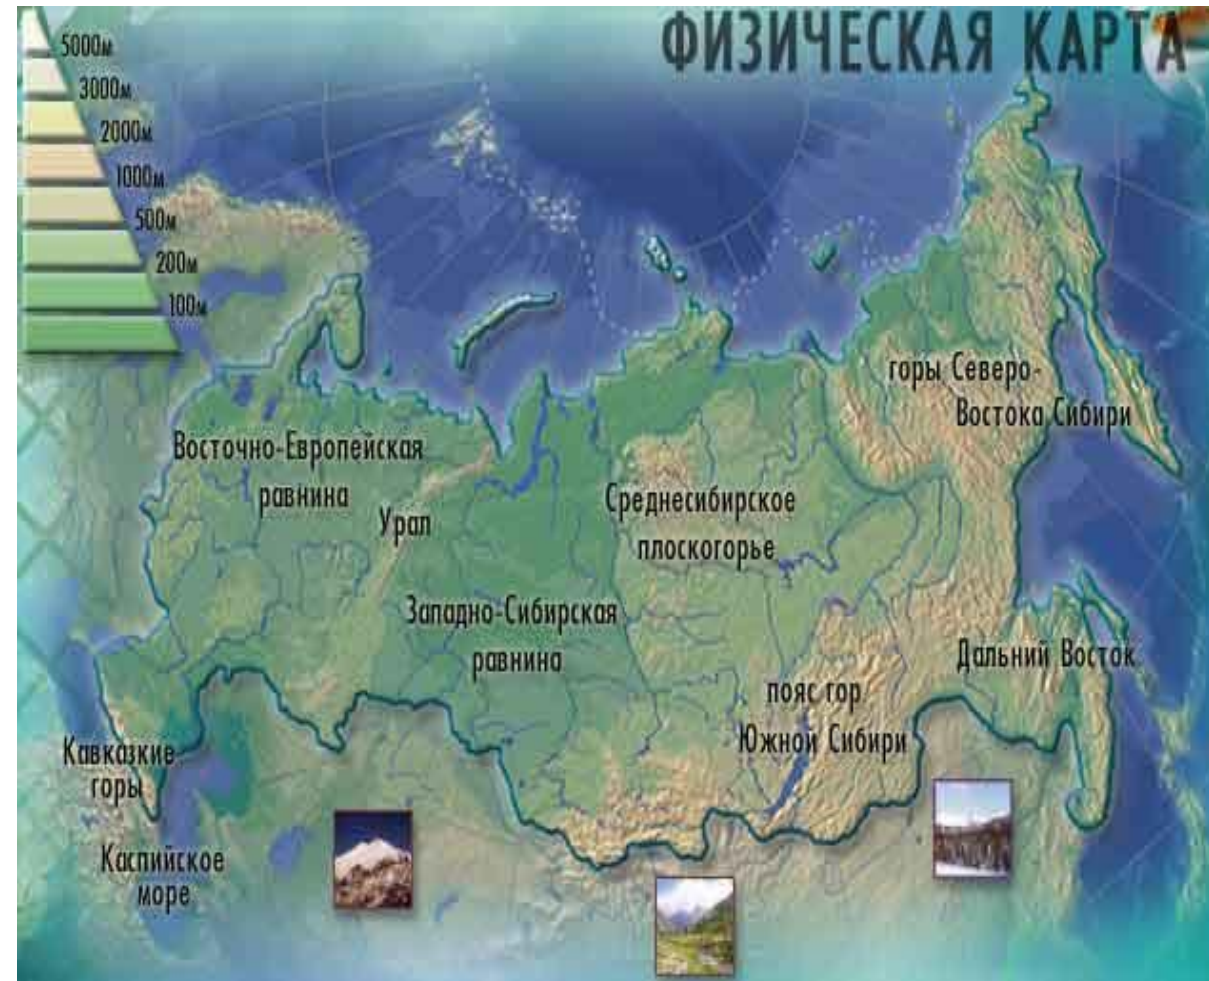 ФИЗИЧЕСКАЯ КАРТА
5000м
3000м
2000м
1000м
500м
200м
100м
горы Северо-
Востока Сибири
Восточно-Европейская
равнина
Урал
Среднесибирское
плоскогорье
Западно-Сибирская
равнина
Дальний Восток
пояс гор
Южной Сибири
Кавказкие
горы
Каспийское
море